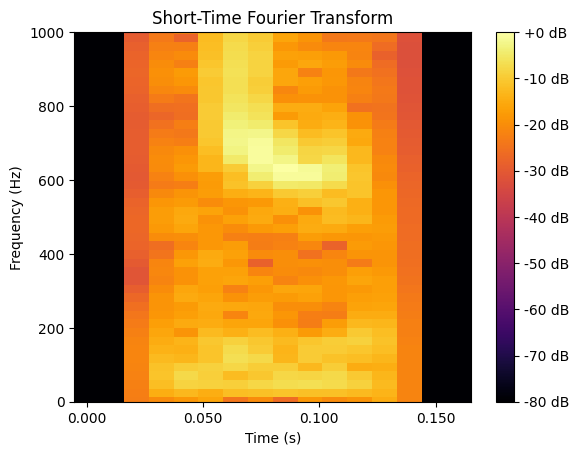 Short-Time Fourier Transform
1000
800
600
400
200
0
Frequency (Hz)
0.000
0.050
0.100
0.150
Time (s)
+0 dB
-10 dB
-20 dB
-30 dB
-40 dB
-50 dB
-60 dB
-70 dB
-80 dB